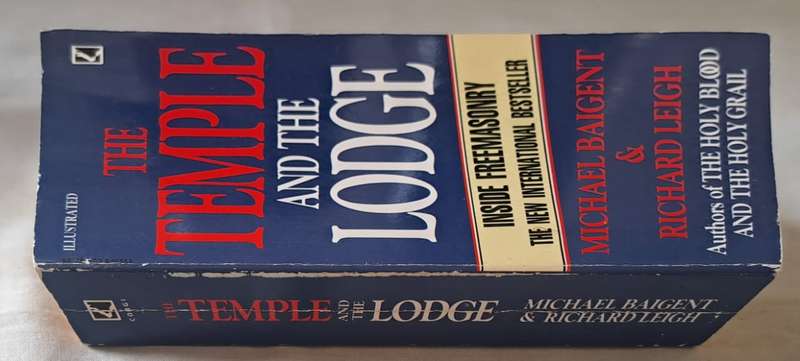 ILLUSTRATED
THE
TEMPLE
AND THE
LODGE
INSIDE FREEMASONRY
THE NEW INTERNATIONAL BESTSELLER
MICHAEL BAIGENT
&
RICHARD LEIGH
Authors of THE HOLY BLOOD
AND THE HOLY GRAIL
CORGI
THE TEMPLE AND THE LODGE
MICHAEL BAIGENT
& RICHARD LEIGH